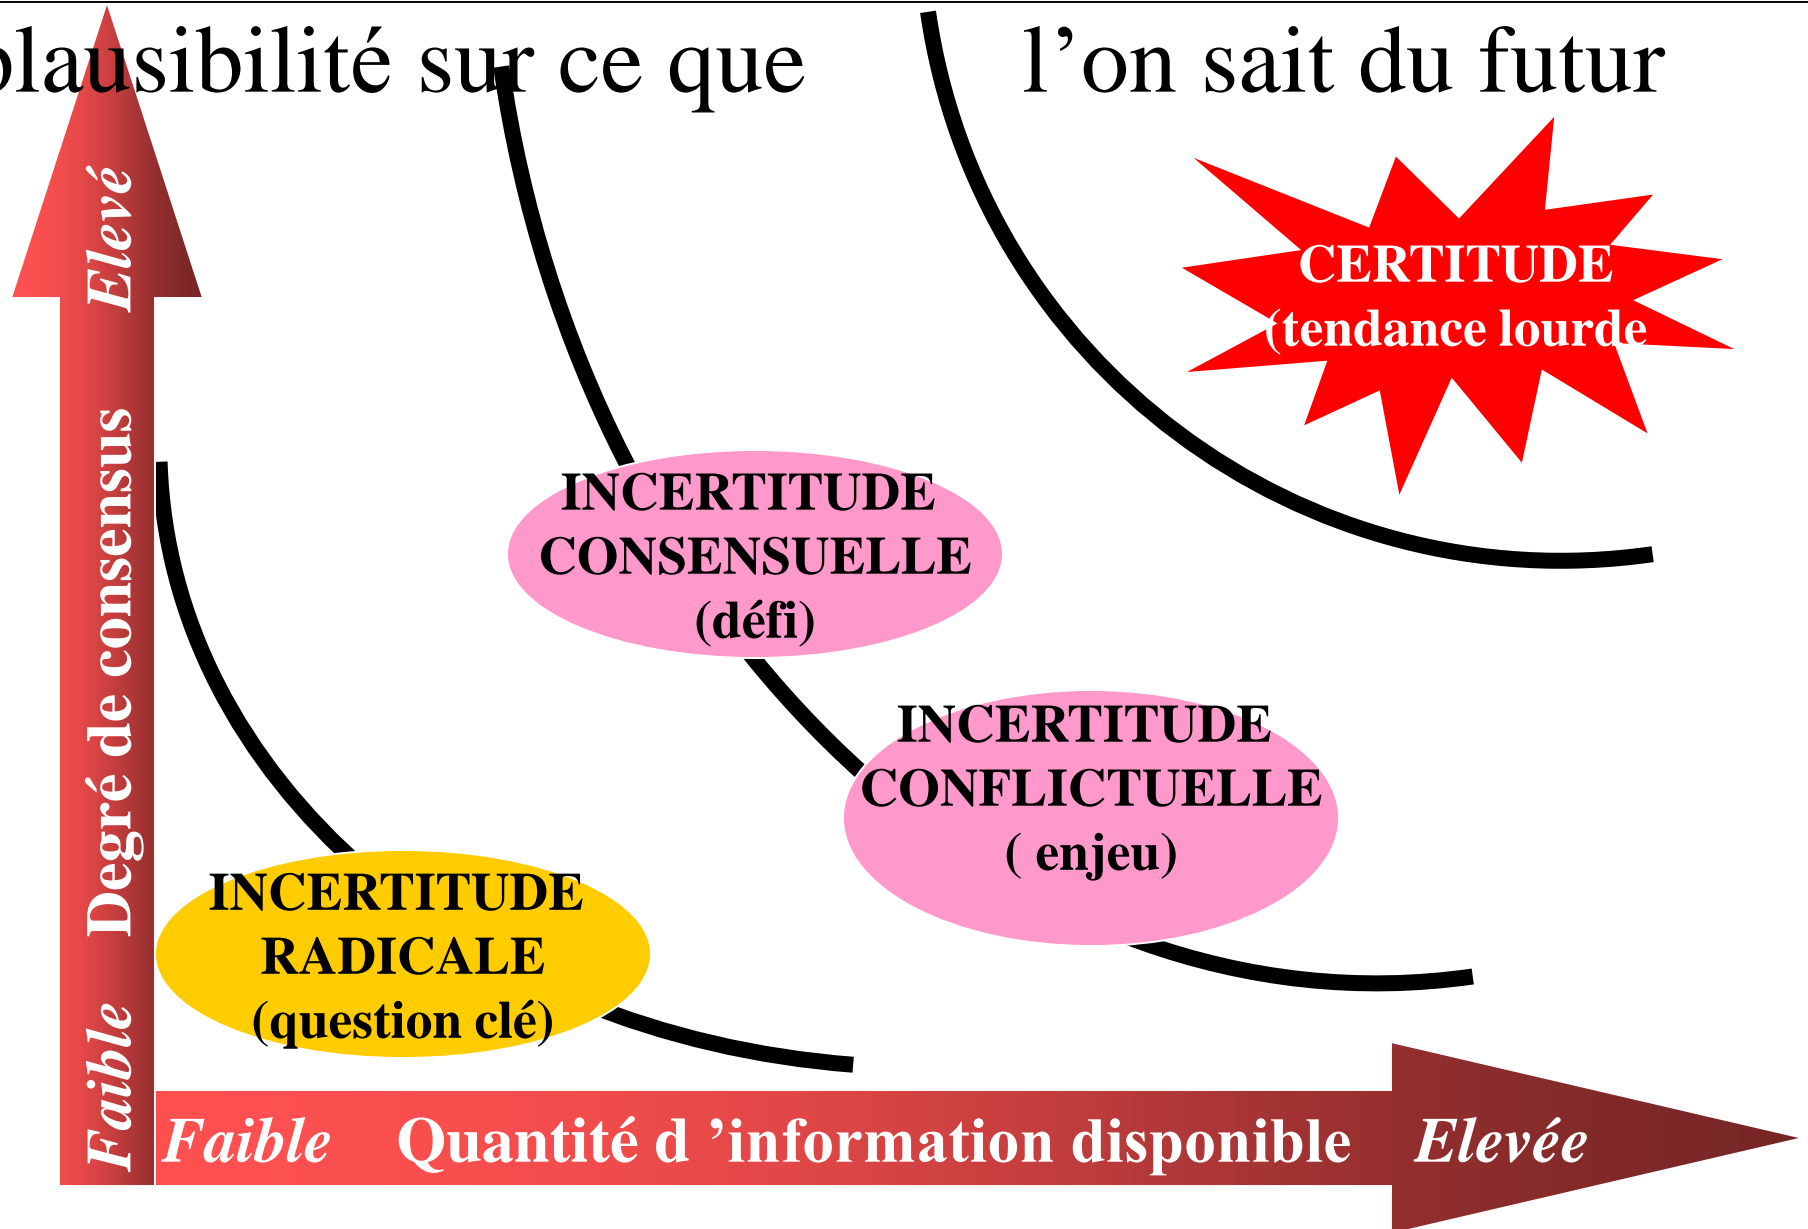 plausibilité sur ce que l’on sait du futur
Elevé
CERTITUDE
(tendance lourde
Degré de consensus
INCERTITUDE
CONSENSUELLE
(défi)
INCERTITUDE
CONFLICTUELLE
( enjeu)
INCERTITUDE
RADICALE
(question clé)
Faible
Faible Quantité d ’information disponible Elevée